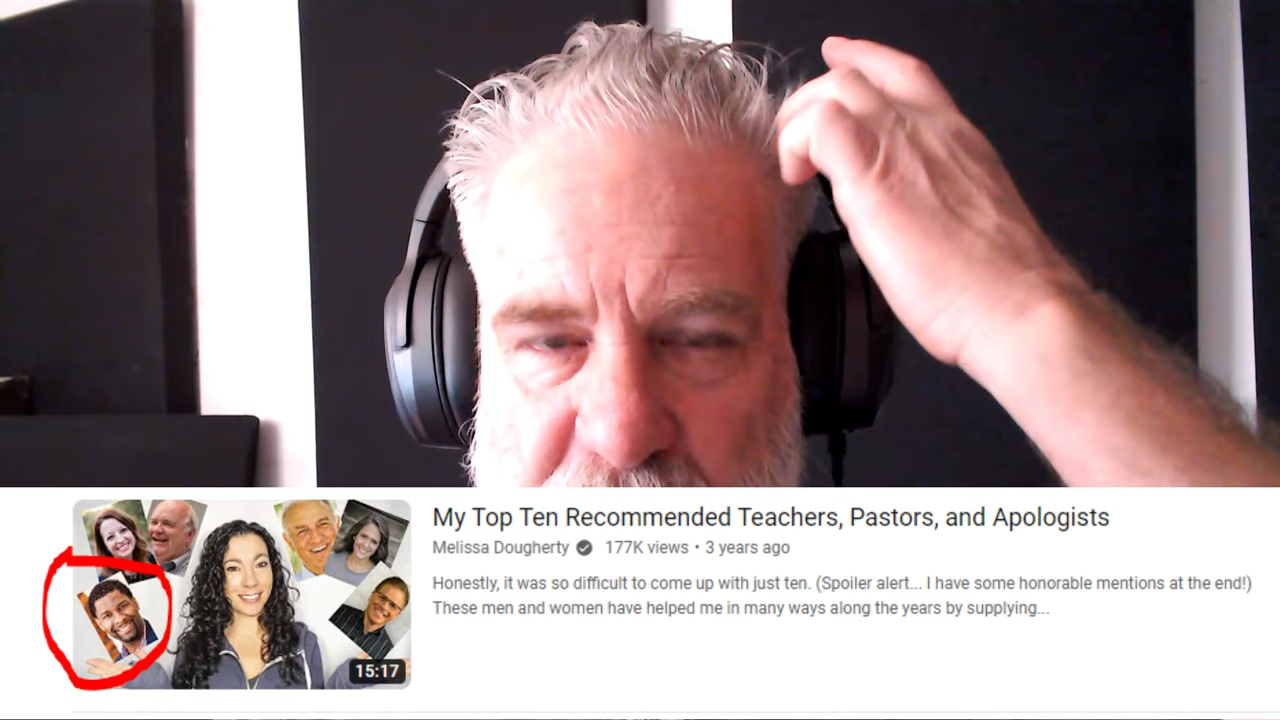 My Top Ten Recommended Teachers, Pastors, and Apologists
Melissa Dougherty 177K views • 3 years ago
Honestly, it was so difficult to come up with just ten. (Spoiler alert... I have some honorable mentions at the end!)
These men and women have helped me in many ways along the years by supplying...
15:17